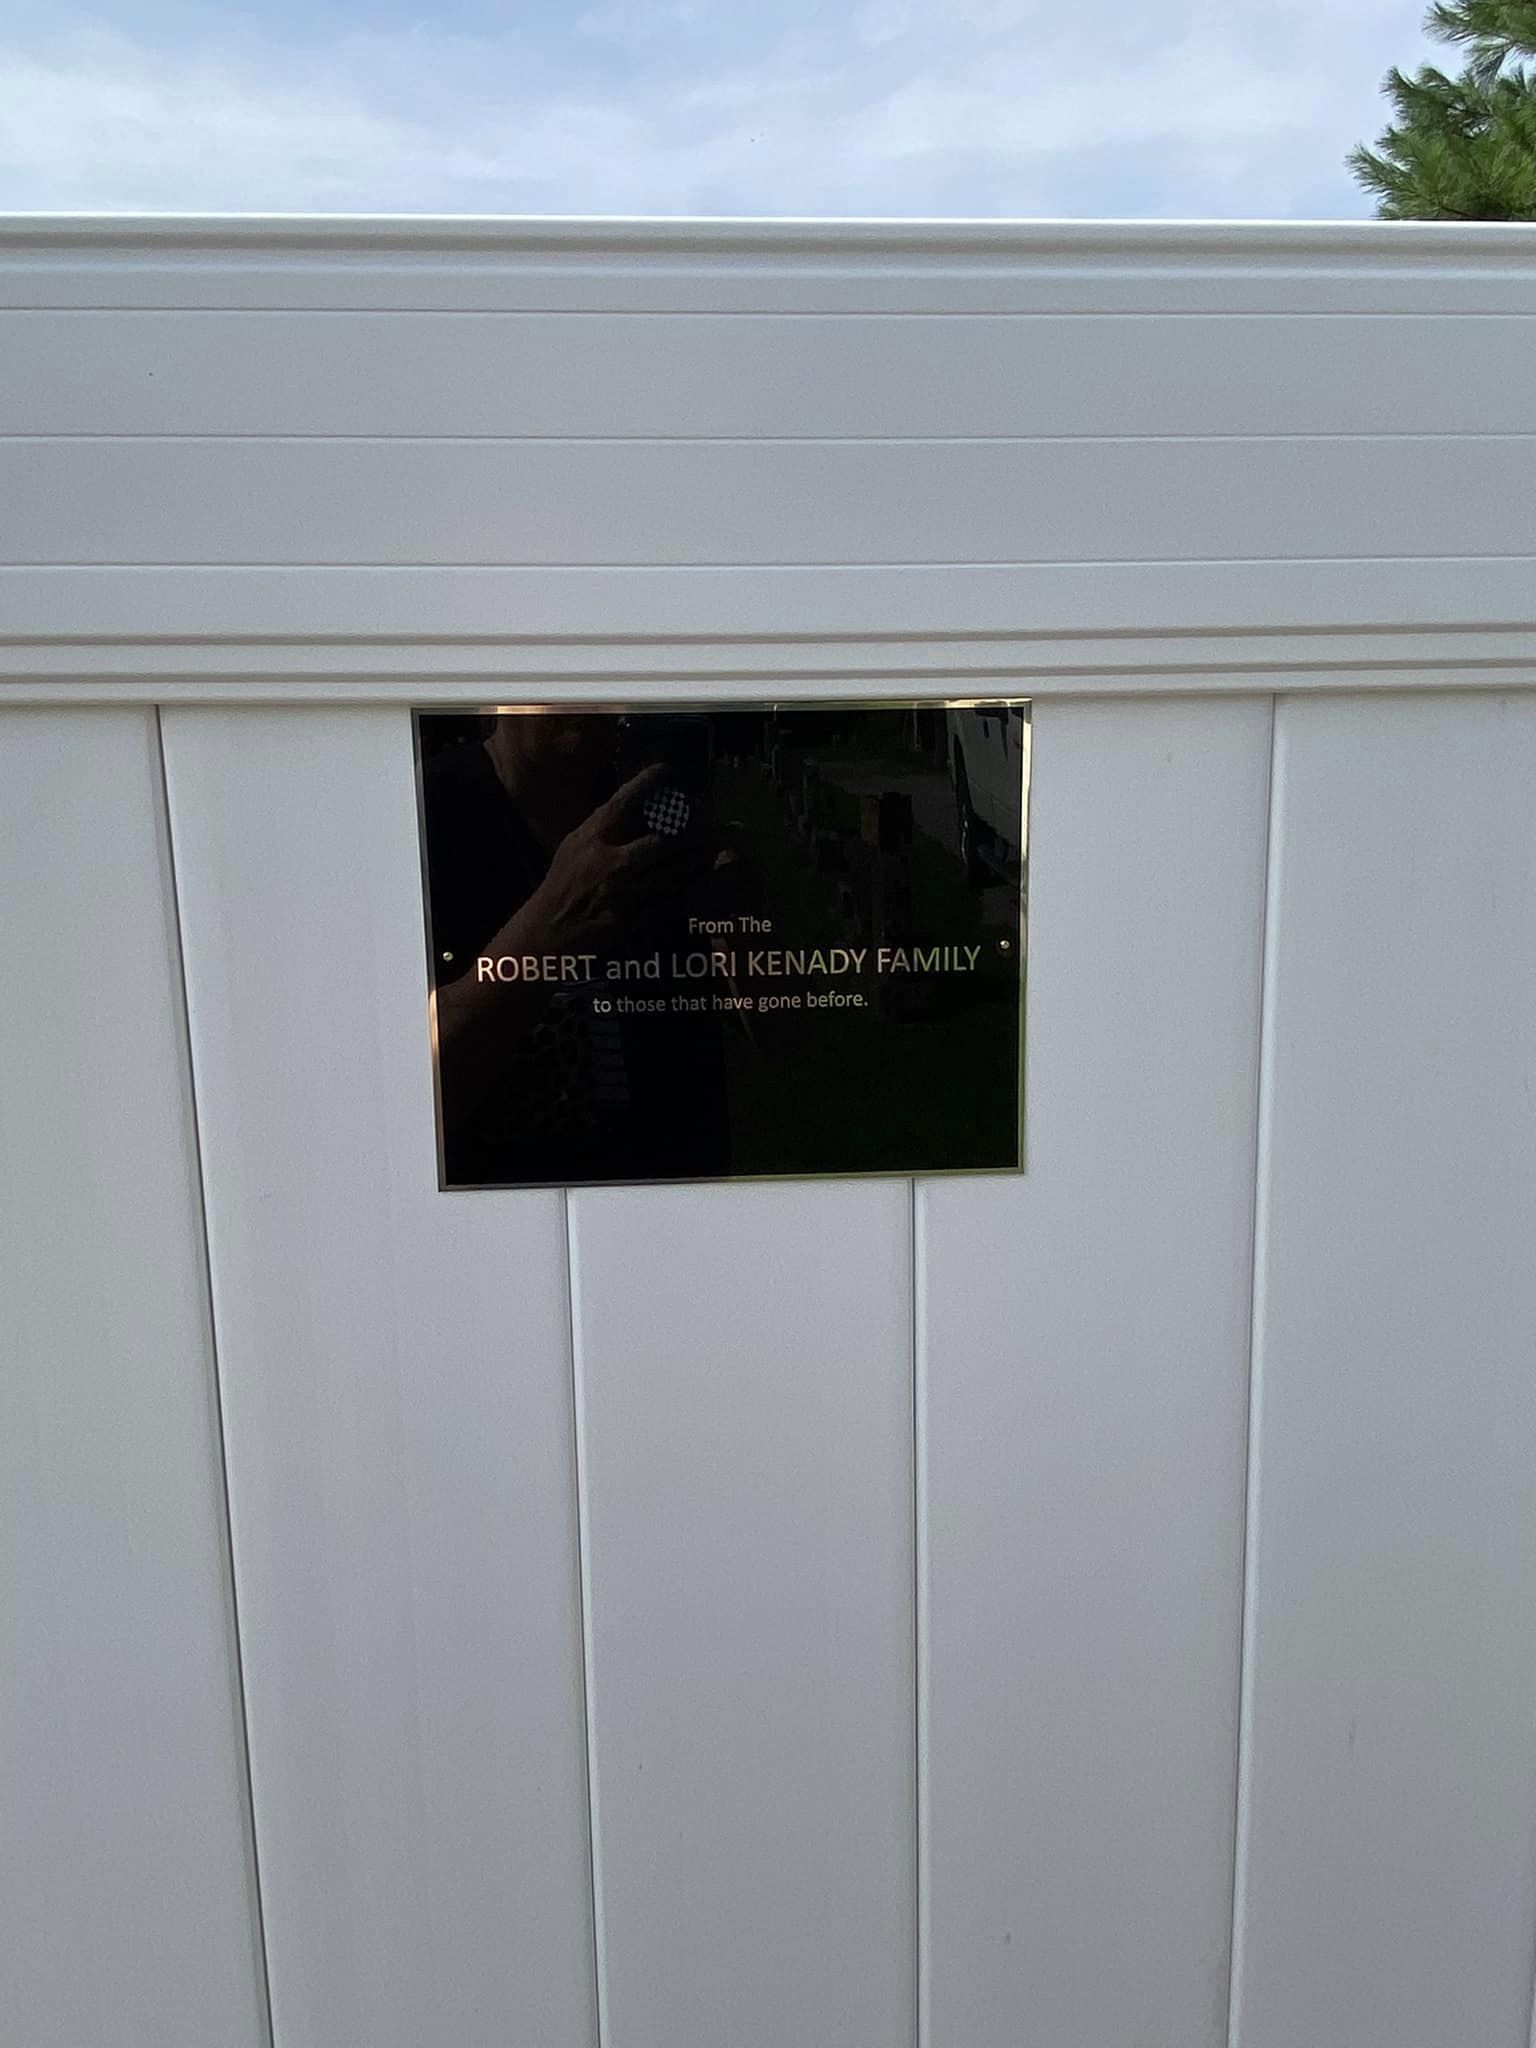 From The
ROBERT and LORI KENADY FAMILY
to those that have gone before.